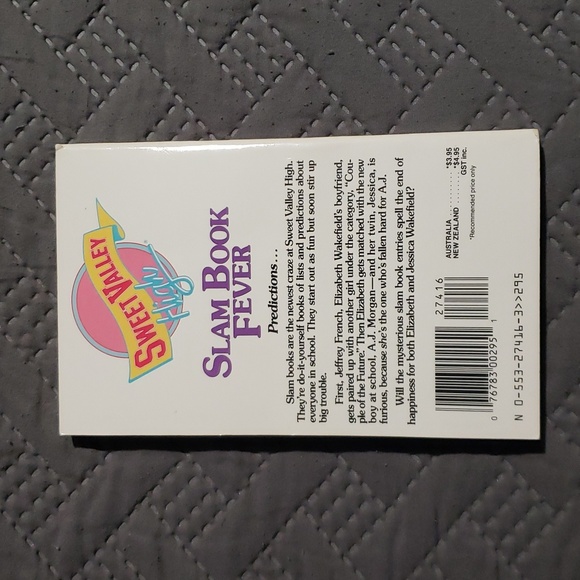 SWEET VALLEY
High
SLAM BOOK
FEVER
Predictions...
Slam books are the newest craze at Sweet Valley High.
They're do-it-yourself books of lists and predictions about
everyone in school. They start out as fun but soon stir up
big trouble.
First, Jeffrey French, Elizabeth Wakefield's boyfriend,
gets paired up with another girl under the category, "Cou-
ple of the Future." Then Elizabeth gets matched with the new
boy at school, A.J. Morgan—and her twin, Jessica, is
furious, because she's the one who's fallen hard for A.J.
Will the mysterious slam book entries spell the end of
happiness for both Elizabeth and Jessica Wakefield?
AUSTRALIA ........ *$3.95
NEW ZEALAND ....... *$4.95
GST inc.
*Recommended price only
27416
0 76783 00295 1
N 0-553-27416-3>>295